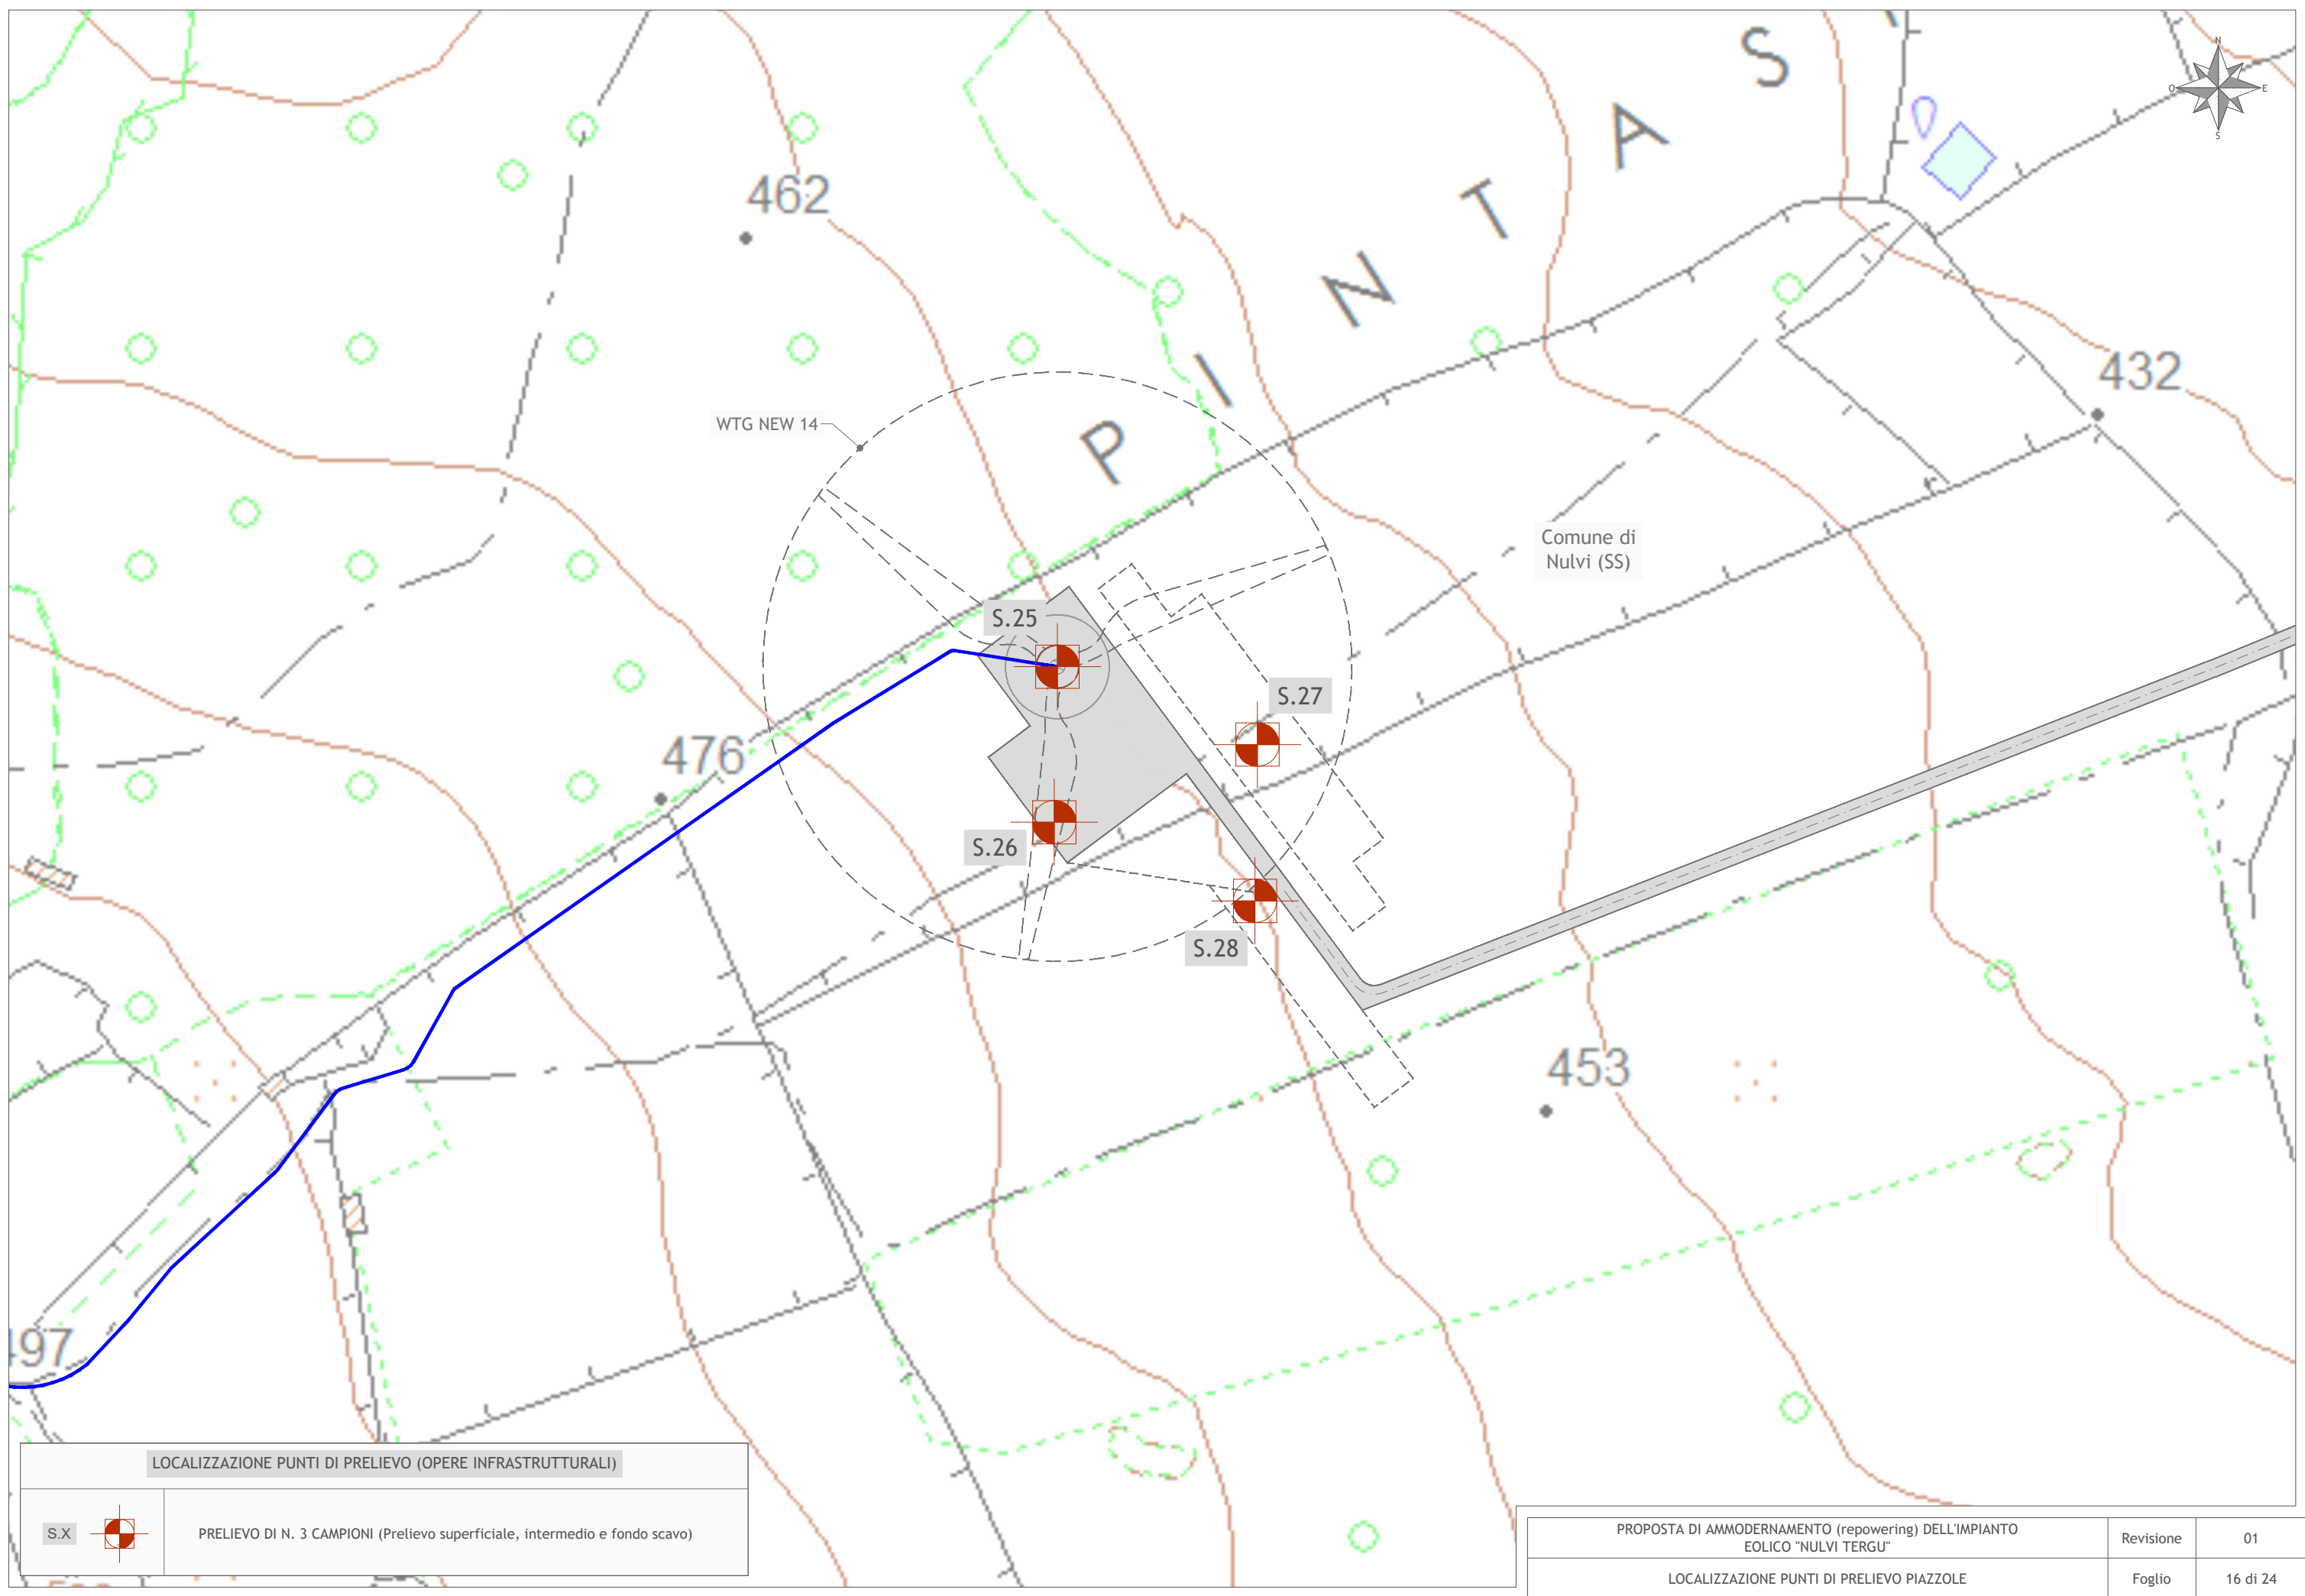 N
O E
S
P I N T A S
462
432
WTG NEW 14
Comune di
Nulvi (SS)
S.25
S.27
476
S.26
S.28
453
497
LOCALIZZAZIONE PUNTI DI PRELIEVO (OPERE INFRASTRUTTURALI)
S.X
PRELIEVO DI N. 3 CAMPIONI (Prelievo superficiale, intermedio e fondo scavo)
PROPOSTA DI AMMODERNAMENTO (repowering) DELL'IMPIANTO
EOLICO "NULVI TERGU"
Revisione 01
LOCALIZZAZIONE PUNTI DI PRELIEVO PIAZZOLE
Foglio 16 di 24